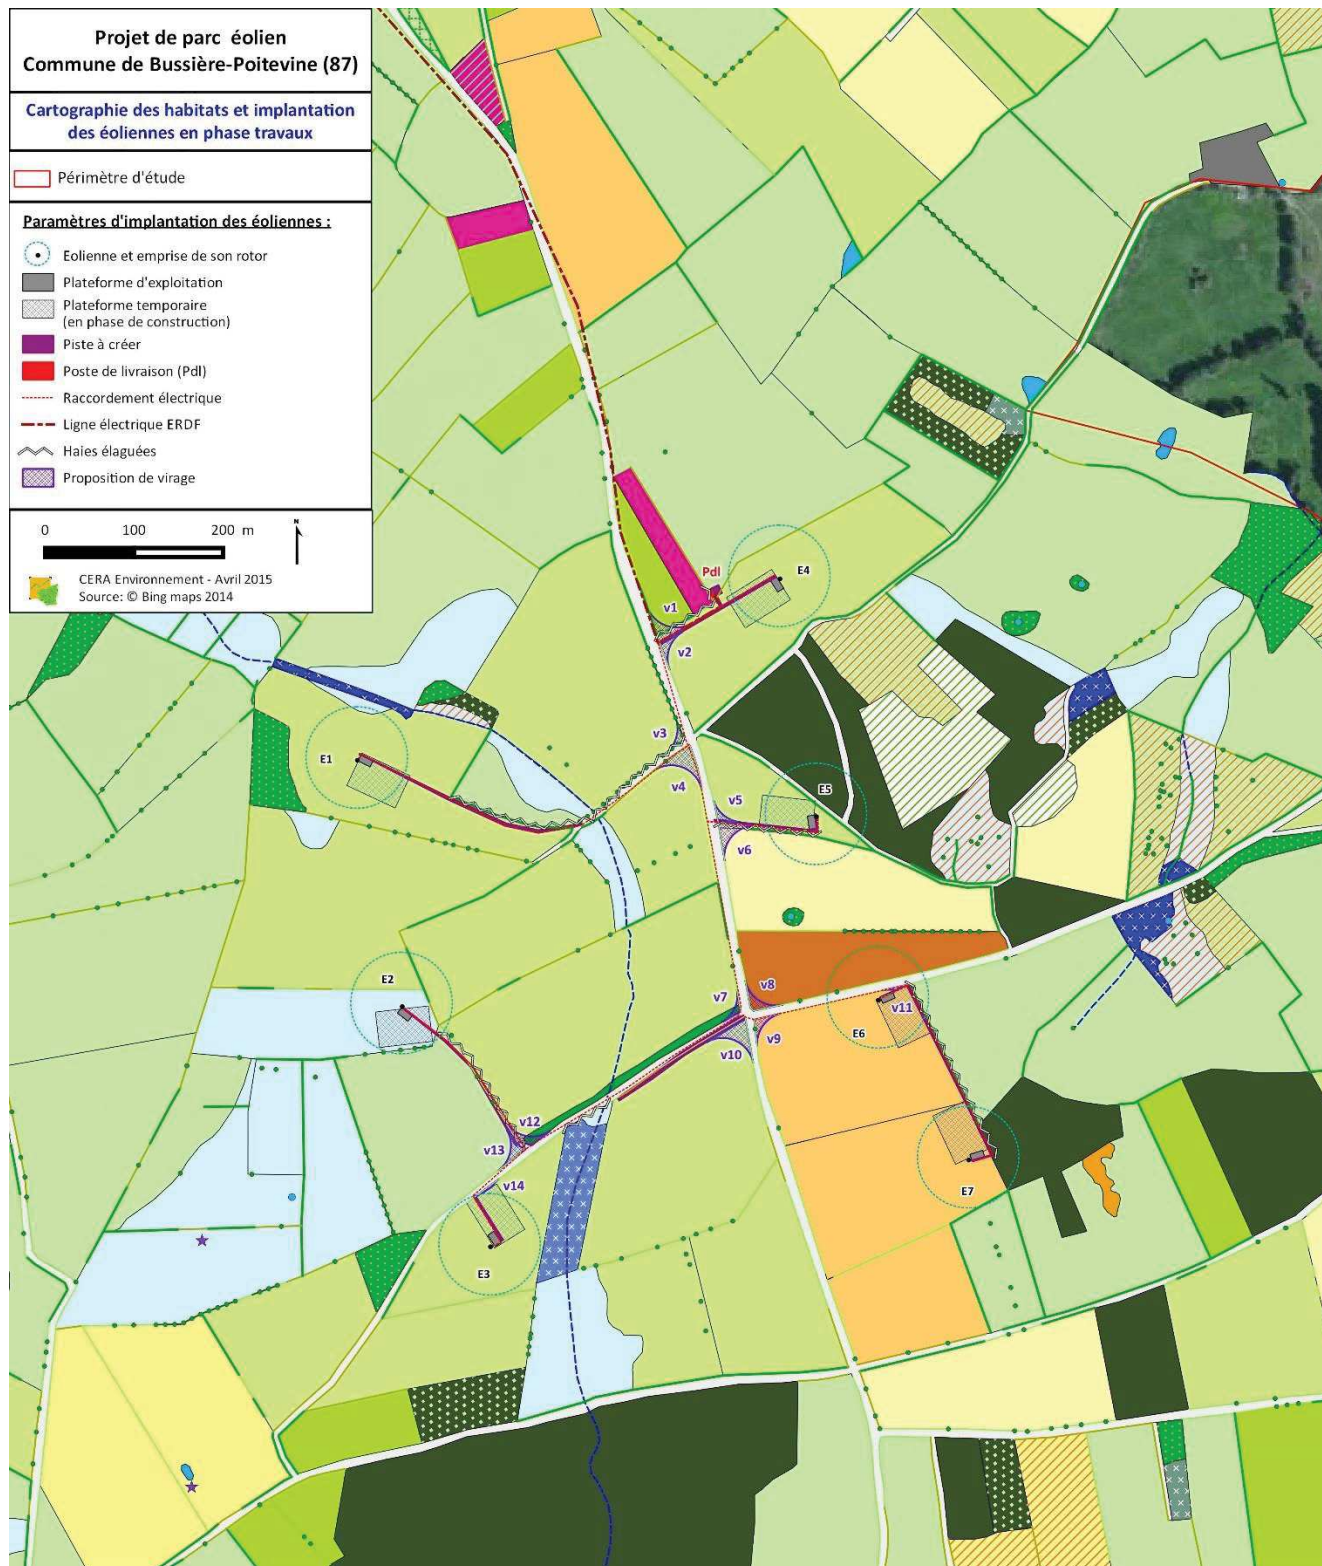 Projet de parc éolien
Commune de Bussière-Poitevine (87)
Cartographie des habitats et implantation
des éoliennes en phase travaux
Périmètre d'étude
Paramètres d'implantation des éoliennes :
Eolienne et emprise de son rotor
Plateforme d'exploitation
Plateforme temporaire
(en phase de construction)
Piste à créer
Poste de livraison (Pdl)
Raccordement électrique
Ligne électrique ERDF
Haies élaguées
Proposition de virage
0 100 200 m
N
CERA Environnement - Avril 2015
Source: © Bing maps 2014
Pdl
E4
v1
v2
v3
E1
v4
v5
E5
v6
E2
v7
v8
v11
E6
v9
v10
v12
v13
v14
E7
E3